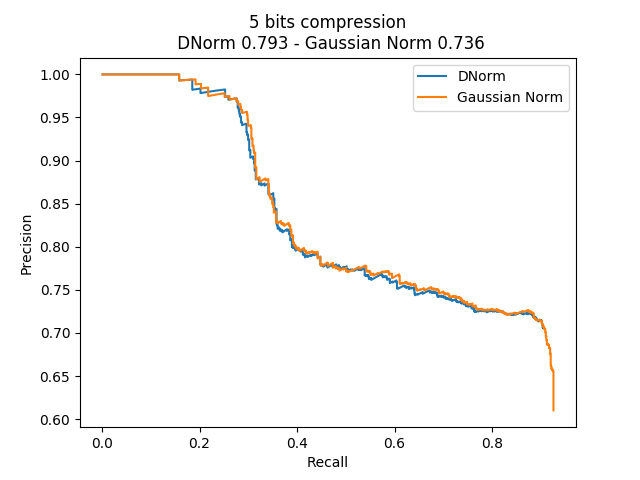 5 bits compression
DNorm 0.793 - Gaussian Norm 0.736
DNorm
Gaussian Norm
Precision
1.00
0.95
0.90
0.85
0.80
0.75
0.70
0.65
0.60
0.0 0.2 0.4 0.6 0.8
Recall